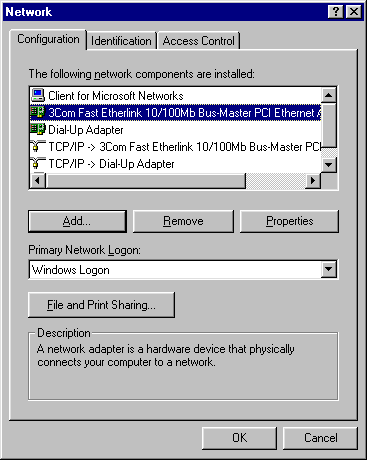 Network
Configuration Identification Access Control
The following network components are installed:
Client for Microsoft Networks
3Com Fast Etherlink 10/100Mb Bus-Master PCI Ethernet A
Dial-Up Adapter
TCP/IP -> 3Com Fast Etherlink 10/100Mb Bus-Master PCI
TCP/IP -> Dial-Up Adapter
Add... Remove Properties
Primary Network Logon:
Windows Logon
File and Print Sharing...
Description
A network adapter is a hardware device that physically
connects your computer to a network.
OK Cancel